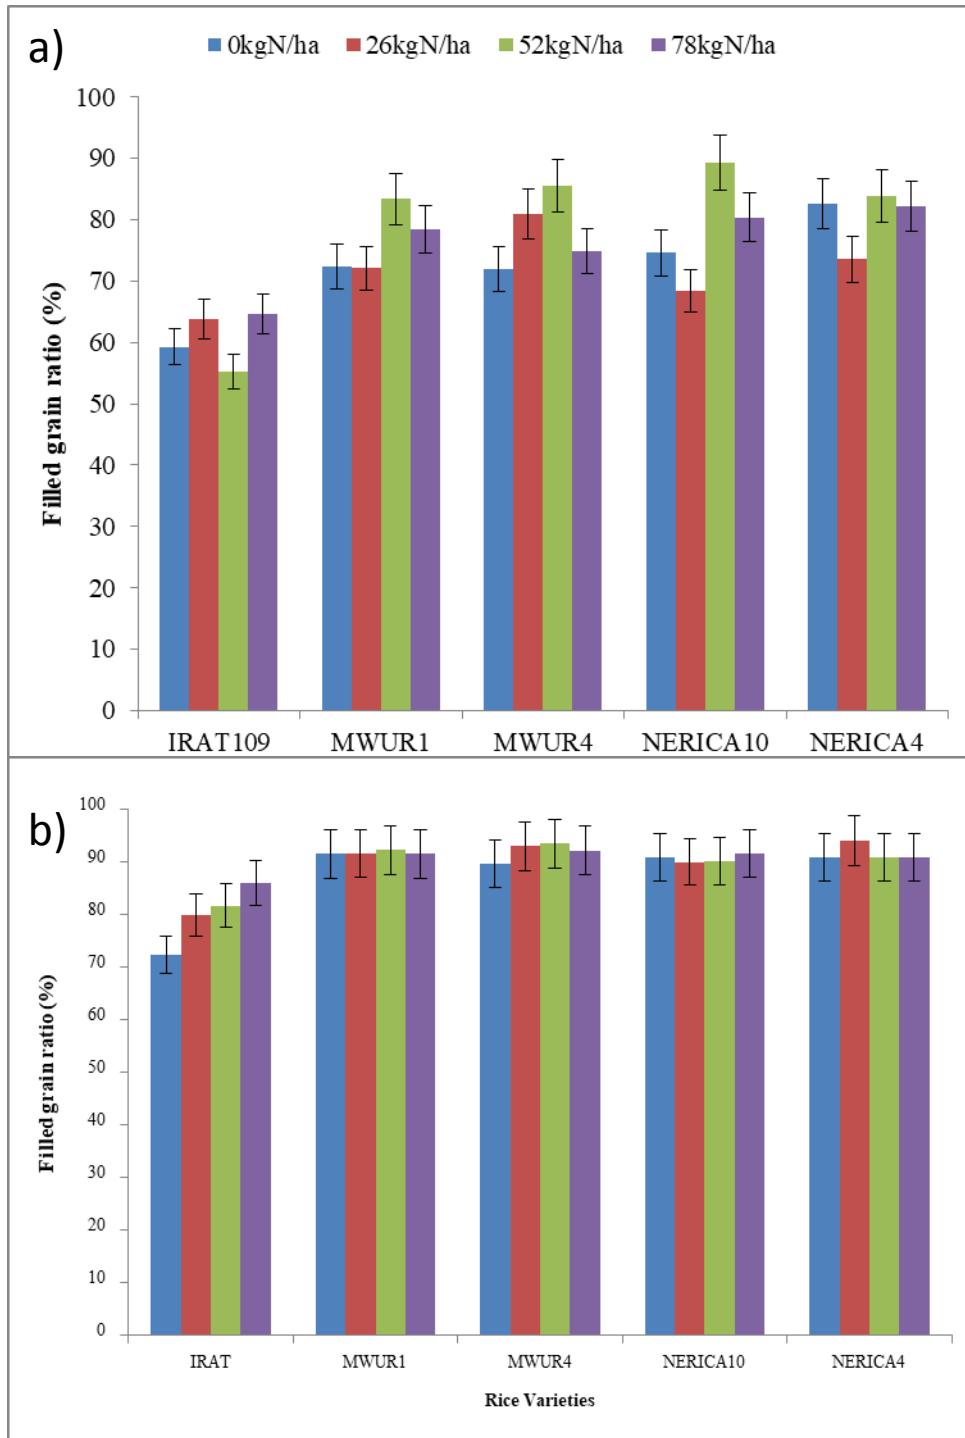 a)
0kgN/ha 26kgN/ha 52kgN/ha 78kgN/ha
Filled grain ratio (%)
100
90
80
70
60
50
40
30
20
10
0
IRAT109 MWUR1 MWUR4 NERICA10 NERICA4
b)
Filled grain ratio (%)
100
90
80
70
60
50
40
30
20
10
0
IRAT MWUR1 MWUR4 NERICA10 NERICA4
Rice Varieties